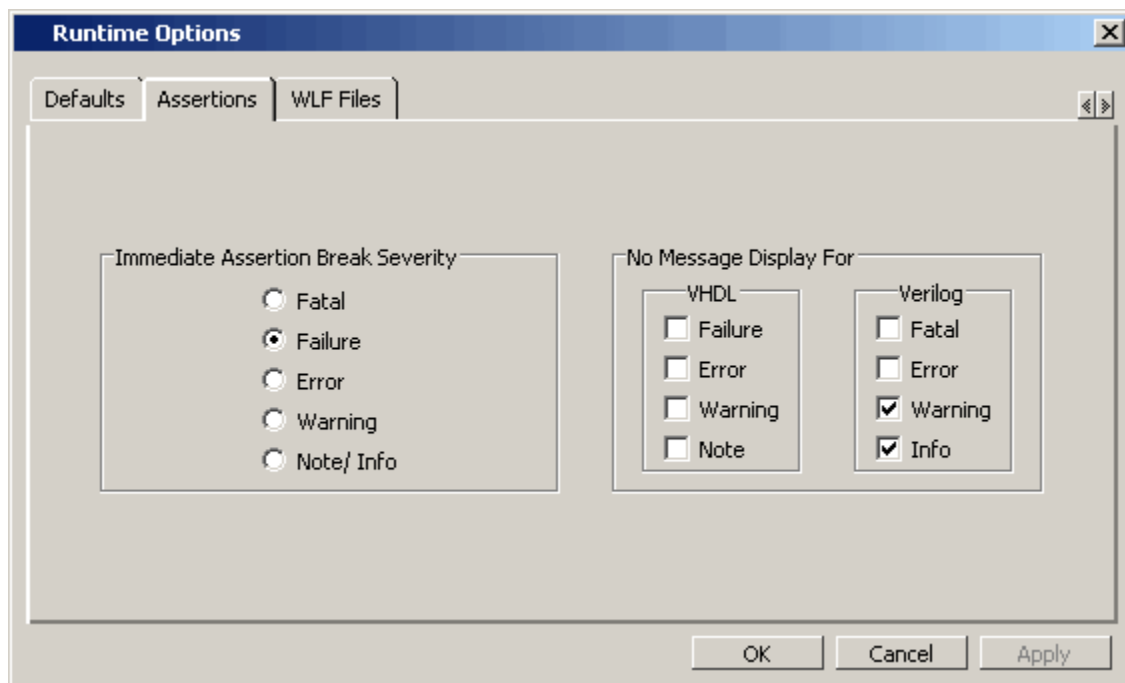 Runtime Options
Defaults Assertions WLF Files
Immediate Assertion Break Severity
Fatal
Failure
Error
Warning
Note/ Info
No Message Display For
VHDL
Failure
Error
Warning
Note
Verilog
Fatal
Error
Warning
Info
OK Cancel Apply